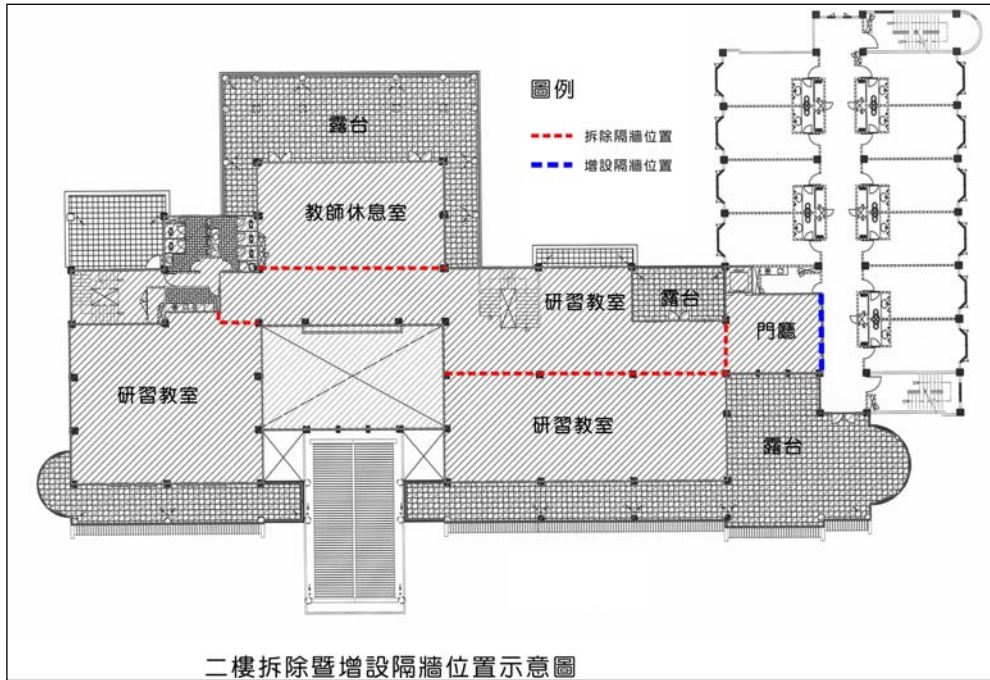 圖例
拆除隔牆位置
增設隔牆位置
露台
教師休息室
研習教室
露台
門廳
研習教室
研習教室
露台
二樓拆除暨增設隔牆位置示意圖